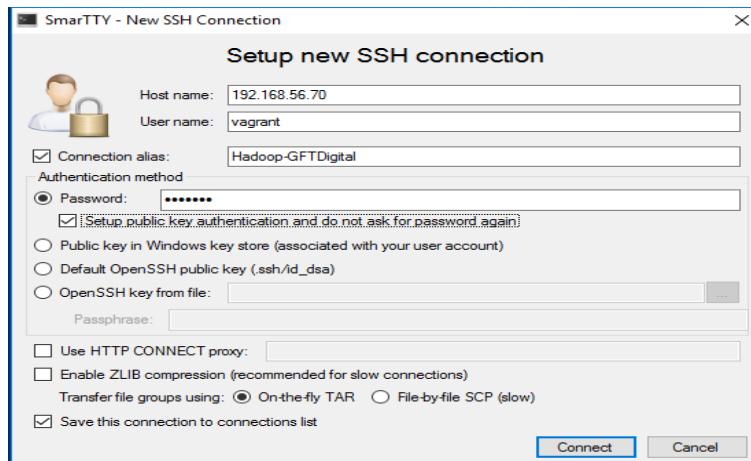 SmarTTY - New SSH Connection
Setup new SSH connection
Host name: 192.168.56.70
User name: vagrant
Connection alias: Hadoop-GFTDigital
Authentication method
Password: •••••••
Setup public key authentication and do not ask for password again
Public key in Windows key store (associated with your user account)
Default OpenSSH public key (.ssh/id_dsa)
OpenSSH key from file: ...
Passphrase:
Use HTTP CONNECT proxy:
Enable ZLIB compression (recommended for slow connections)
Transfer file groups using: On-the-fly TAR File-by-file SCP (slow)
Save this connection to connections list
Connect Cancel